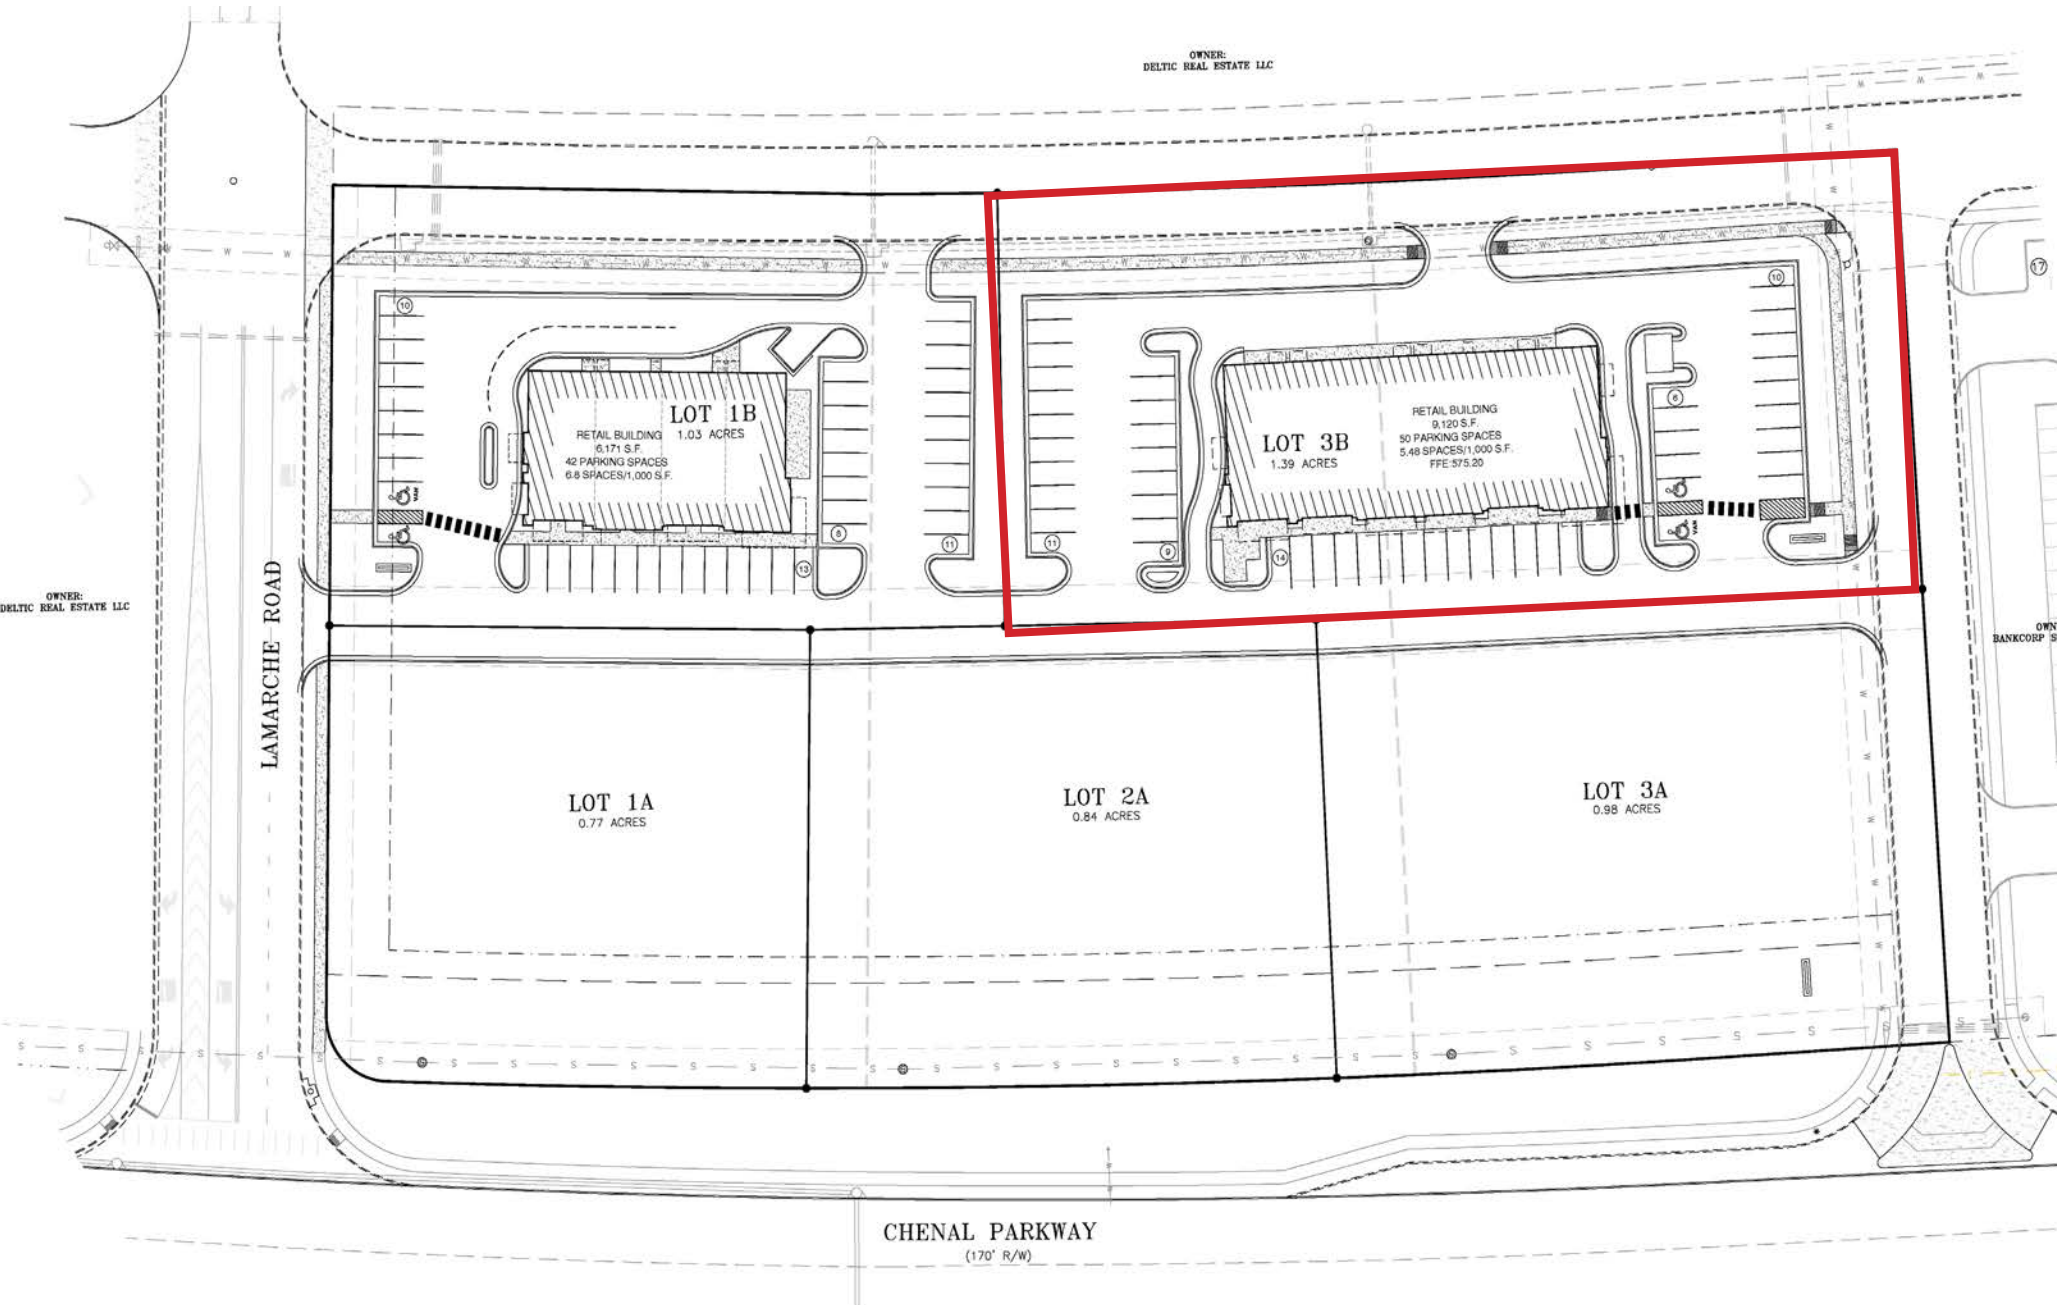 OWNER:
DELTIC REAL ESTATE LLC
10
10
17
LOT 1B
1.03 ACRES
RETAIL BUILDING
6,171 S.F.
42 PARKING SPACES
6.8 SPACES/1,000 S.F.
LOT 3B
1.39 ACRES
RETAIL BUILDING
9,120 S.F.
50 PARKING SPACES
5.48 SPACES/1,000 S.F.
FFE:575.20
6
VAN
VAN
8
11
11
9
14
13
OWNER:
DELTIC REAL ESTATE LLC
LAMARCHE ROAD
OWN
BANKCORP S
LOT 1A
0.77 ACRES
LOT 2A
0.84 ACRES
LOT 3A
0.98 ACRES
CHENAL PARKWAY
(170' R/W)